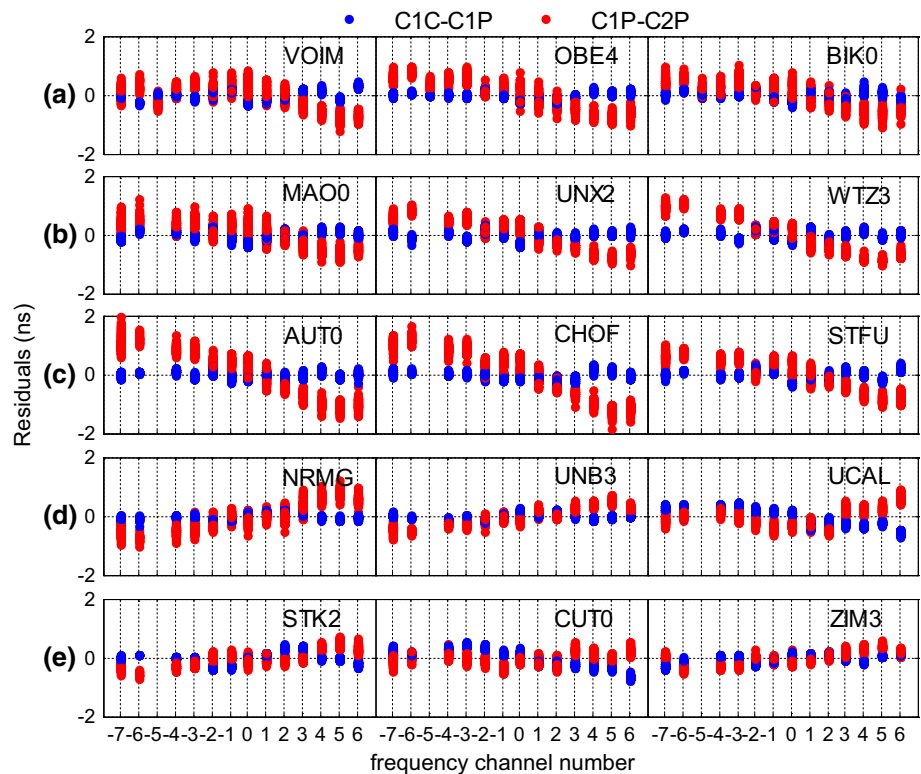 C1C-C1P C1P-C2P
2 VOIM OBE4 BIK0
(a) 0
-2
2 MAO0 UNX2 WTZ3
(b) 0
-2
2 AUT0 CHOF STFU
(c) 0
-2
2 NRMG UNB3 UCAL
(d) 0
-2
2 STK2 CUT0 ZIM3
(e) 0
-2
-7 -6 -5 -4 -3 -2 -1 0 1 2 3 4 5 6 -7 -6 -5 -4 -3 -2 -1 0 1 2 3 4 5 6 -7 -6 -5 -4 -3 -2 -1 0 1 2 3 4 5 6
frequency channel number
Residuals (ns)